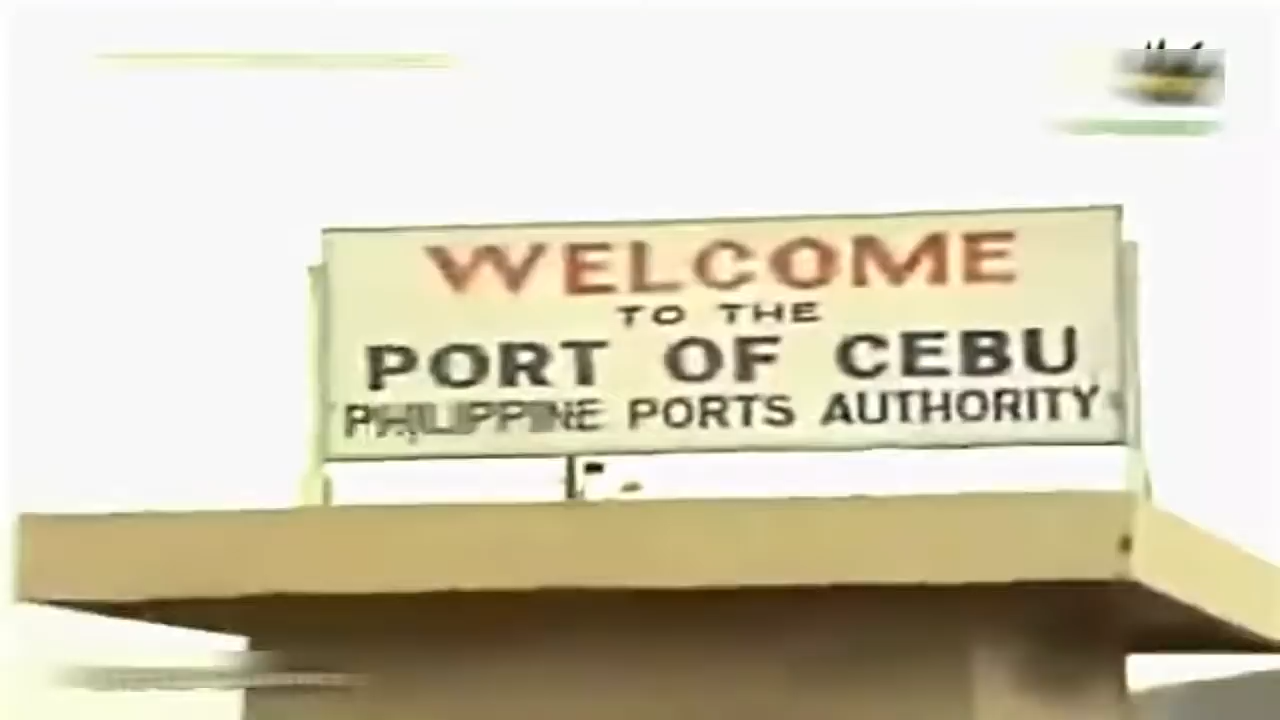 WELCOME
TO THE
PORT OF CEBU
PHILIPPINE PORTS AUTHORITY